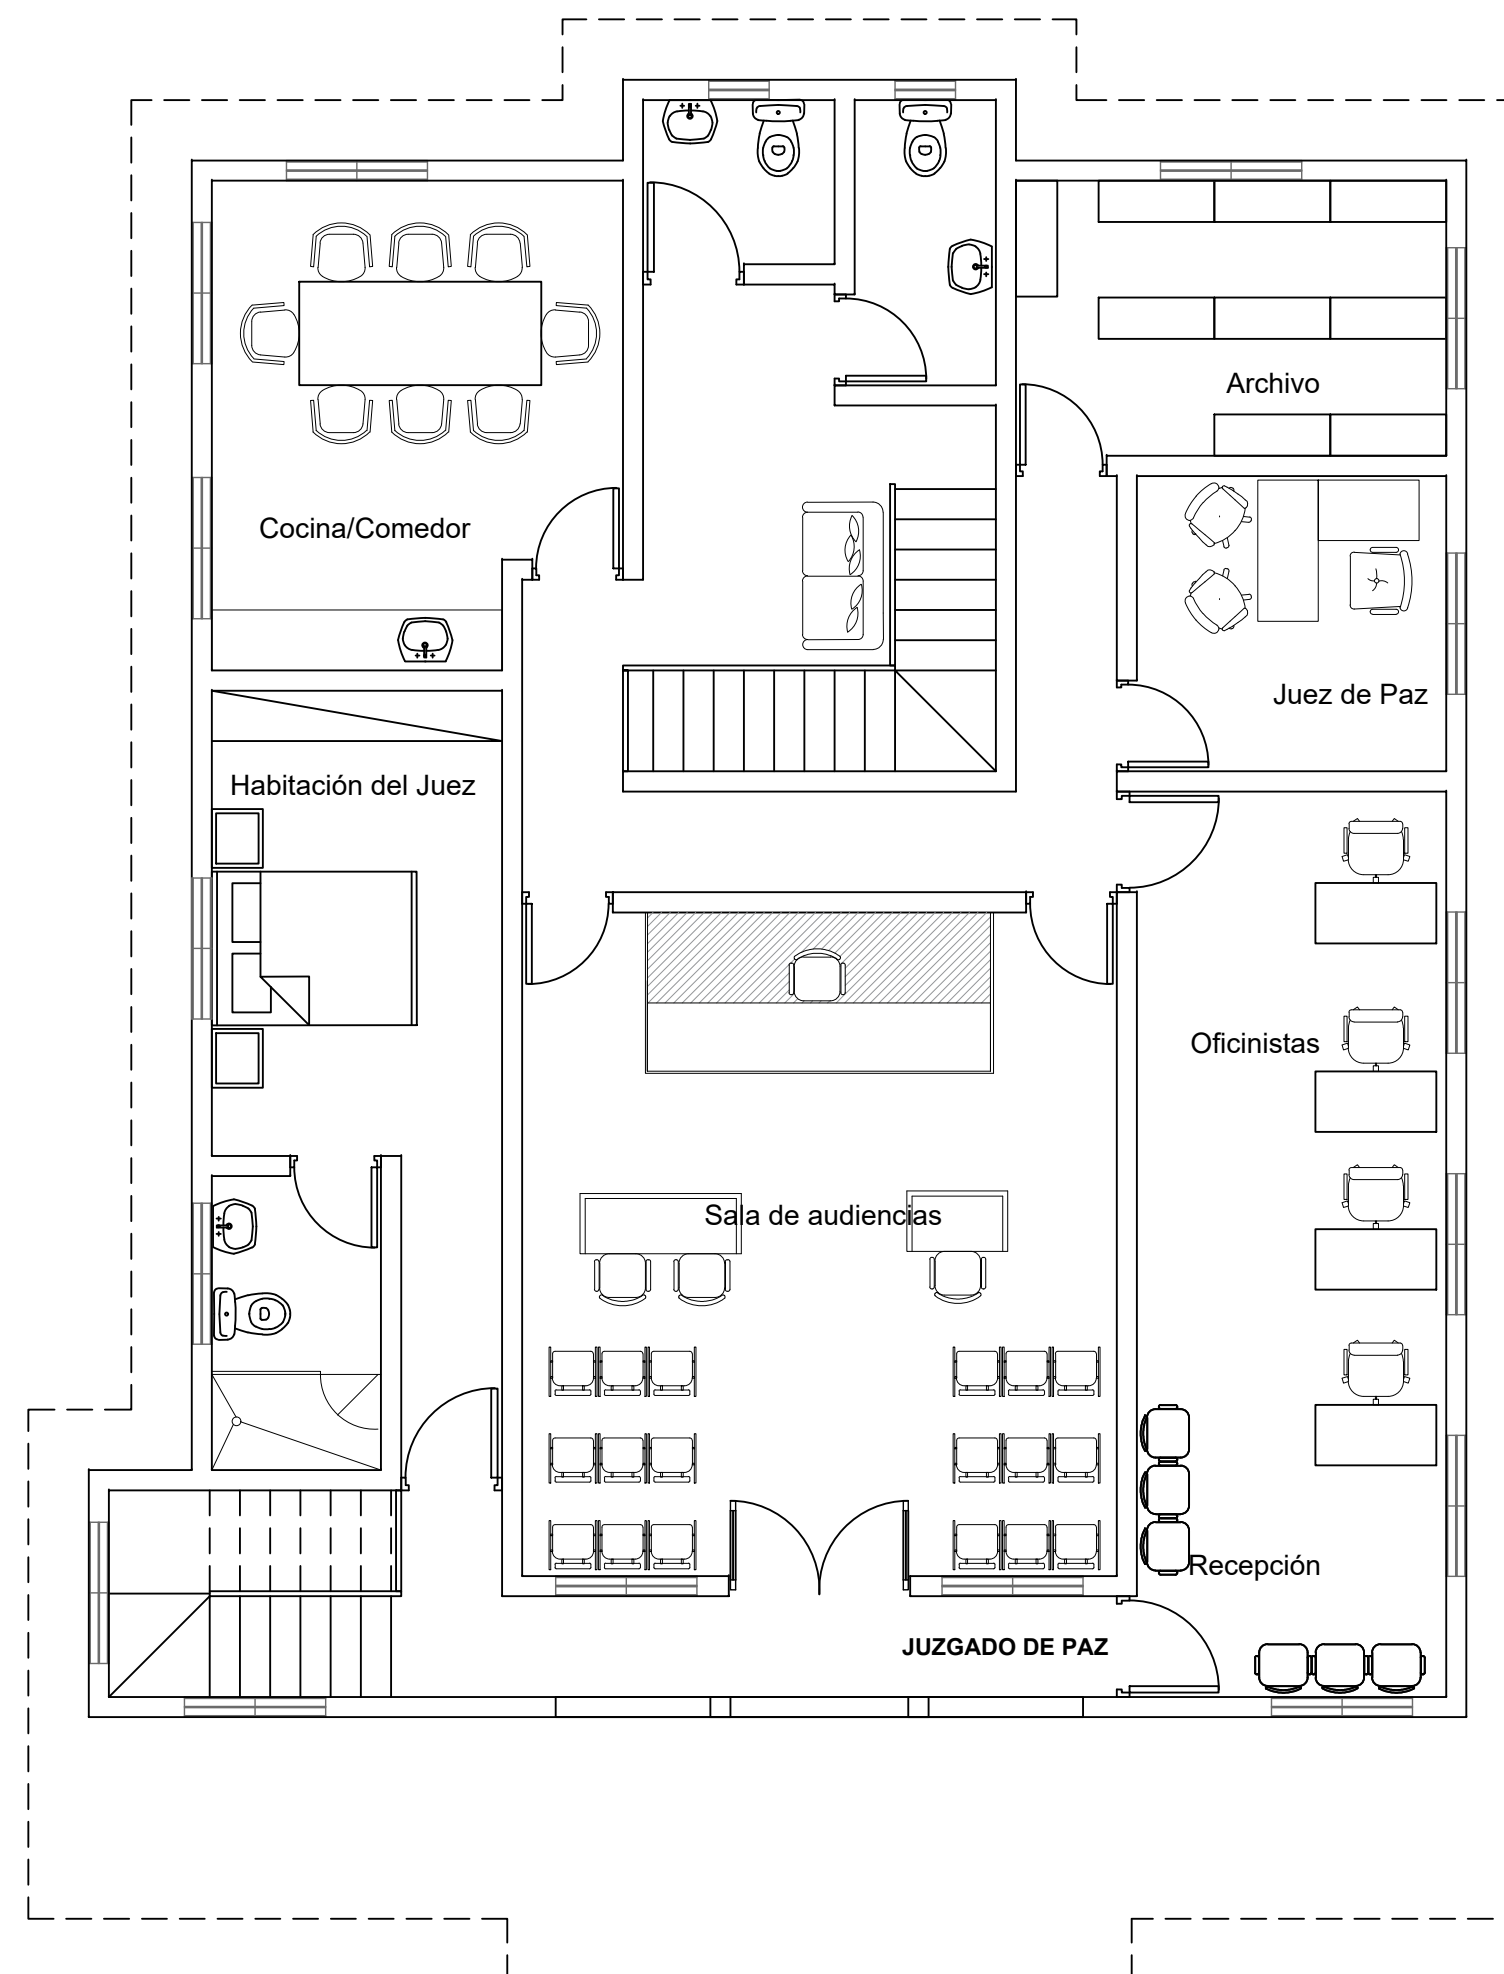 Archivo
Cocina/Comedor
Juez de Paz
Habitación del Juez
Oficinistas
Sala de audiencias
Recepción
JUZGADO DE PAZ